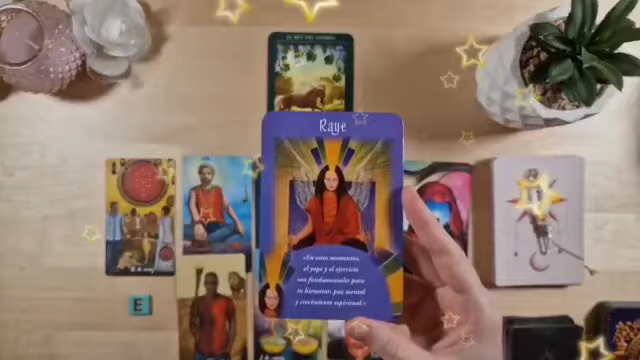 Raye
«En estos momentos,
el yoga y el ejercicio
son fundamentales para
tu bienestar, paz mental
y crecimiento espiritual.»
E